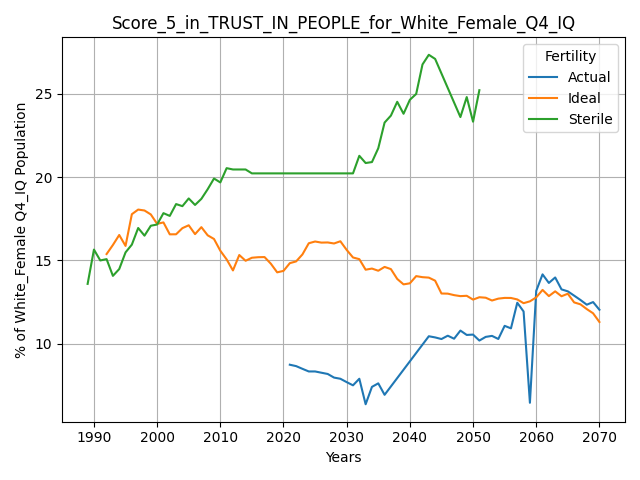 Score_5_in_TRUST_IN_PEOPLE_for_White_Female_Q4_IQ
Fertility
Actual
Ideal
Sterile
% of White_Female Q4_IQ Population
25
20
15
10
1990 2000 2010 2020 2030 2040 2050 2060 2070
Years